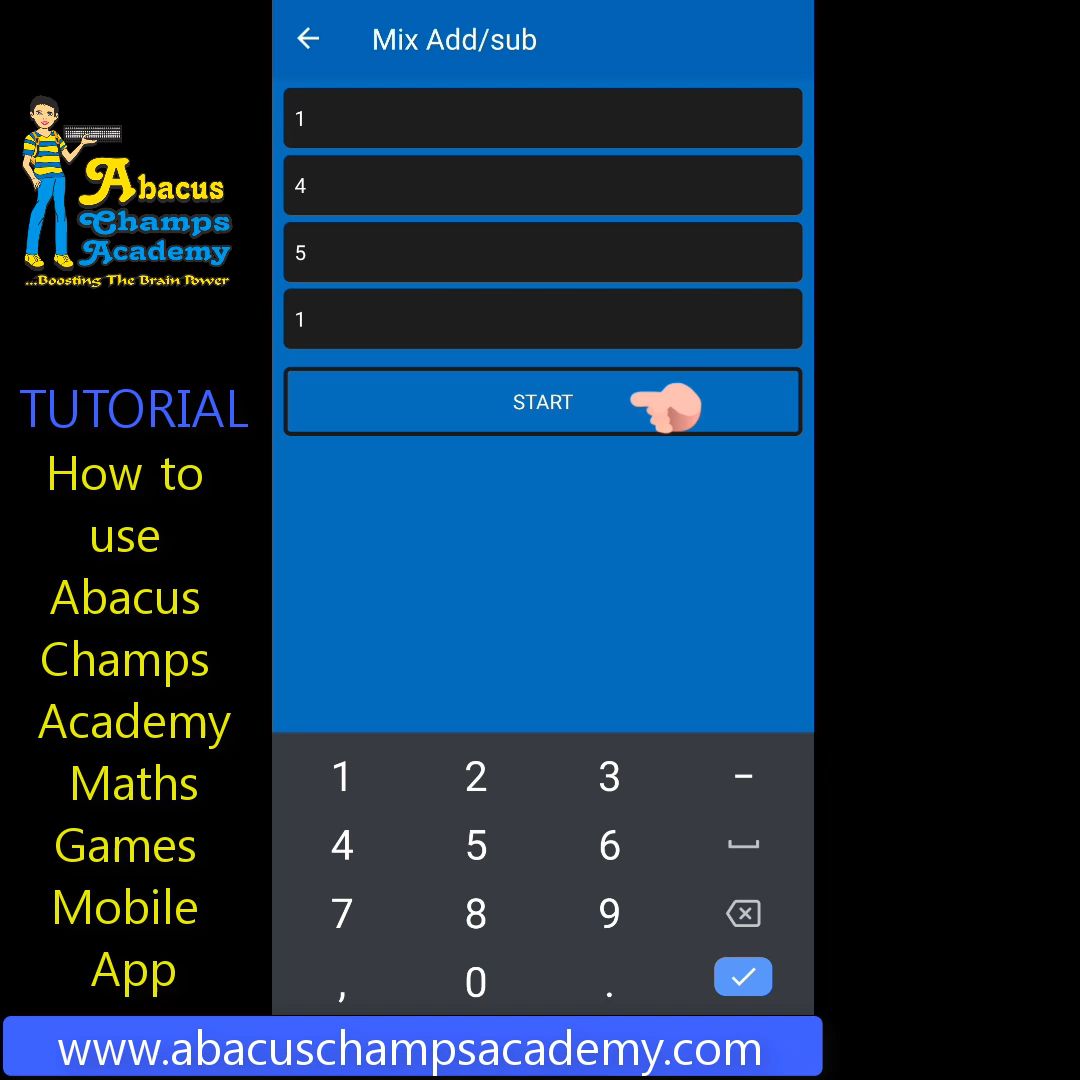 Mix Add/sub
1
4
5
1
START
Abacus
Champs
Academy
...Boosting The Brain Power
TUTORIAL
How to
use
Abacus
Champs
Academy
Maths
Games
Mobile
App
1 2 3 −
4 5 6
7 8 9
, 0 .
www.abacuschampsacademy.com